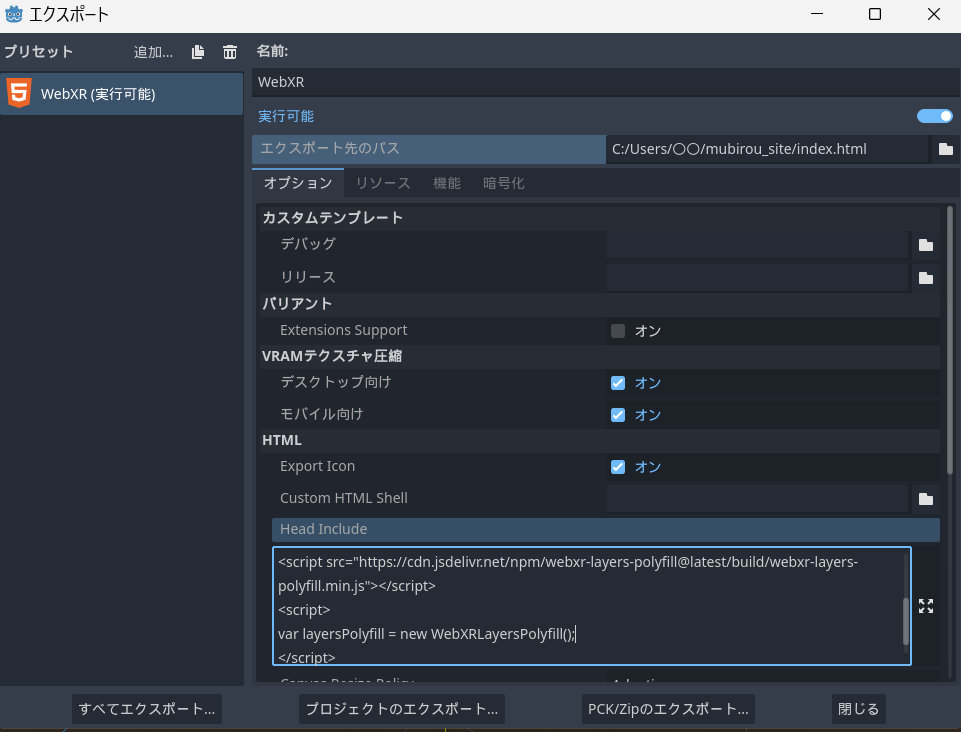 エクスポート
プリセット
追加...
名前:
WebXR (実行可能)
WebXR
実行可能
エクスポート先のパス
C:/Users/〇〇/mubirou_site/index.html
オプション
リソース
機能
暗号化
カスタムテンプレート
デバッグ
リリース
バリアント
Extensions Support
オン
VRAMテクスチャ圧縮
デスクトップ向け
オン
モバイル向け
オン
HTML
Export Icon
オン
Custom HTML Shell
Head Include
<script src="https://cdn.jsdelivr.net/npm/webxr-layers-polyfill@latest/build/webxr-layers-
polyfill.min.js"></script>
<script>
var layersPolyfill = new WebXRLayersPolyfill();
</script>
Canvas Resize Policy
すべてエクスポート...
プロジェクトのエクスポート...
PCK/Zipのエクスポート...
閉じる